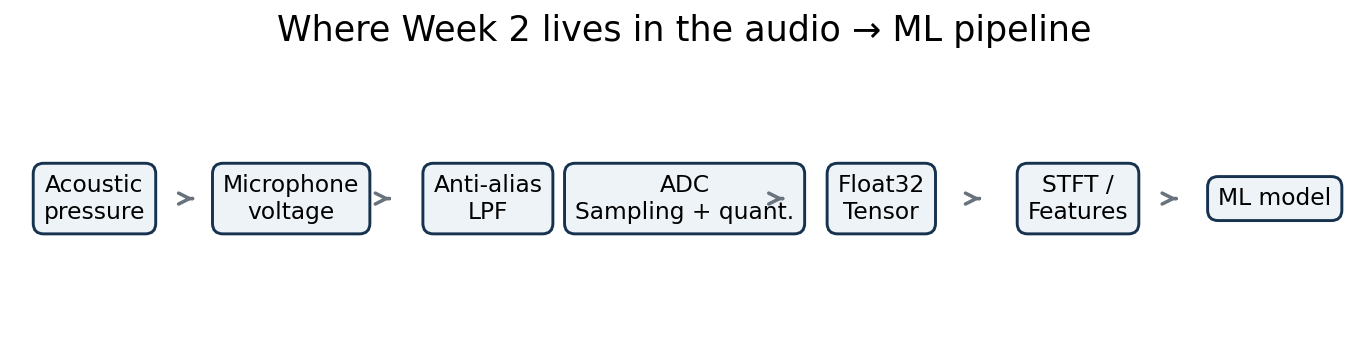 Where Week 2 lives in the audio → ML pipeline
Acoustic
pressure
Microphone
voltage
Anti-alias
LPF
ADC
Sampling + quant.
Float32
Tensor
STFT /
Features
ML model